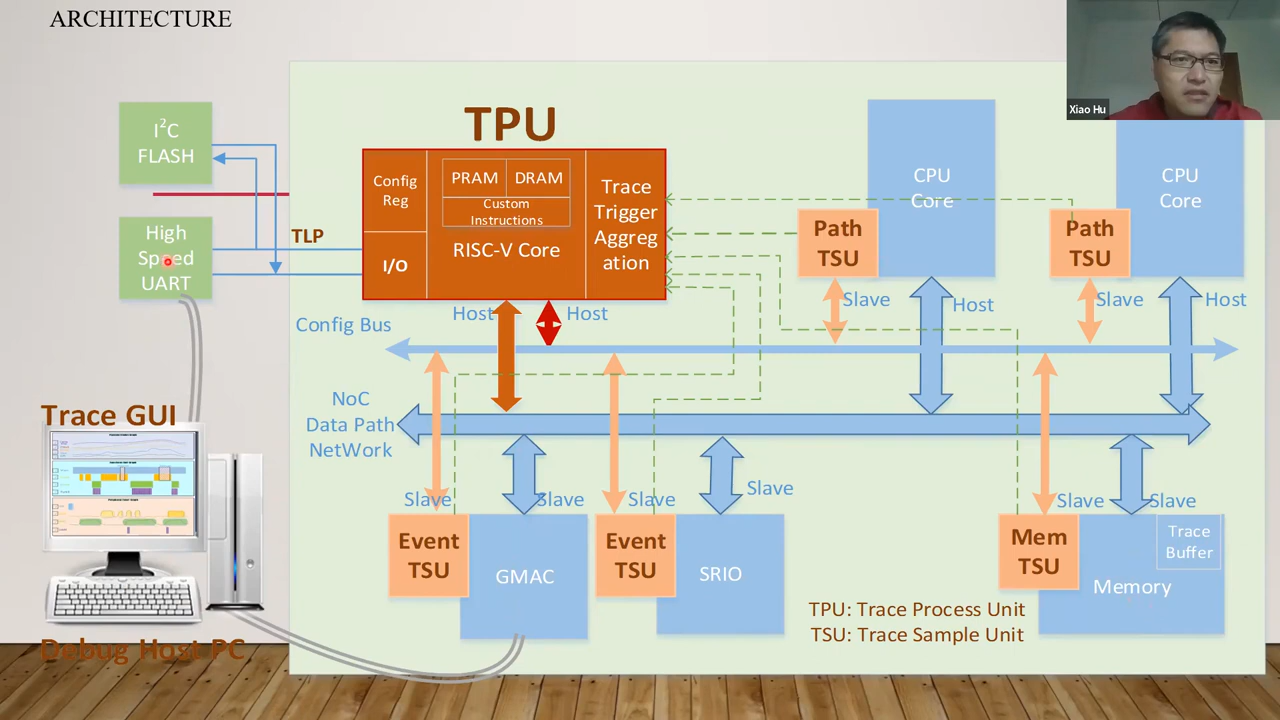 ARCHITECTURE
Xiao Hu
TPU
I²C
FLASH
High
Speed
UART
TLP
Config
Reg
I/O
PRAM
DRAM
Custom
Instructions
RISC-V Core
Trace
Trigger
Aggreg
ation
CPU
Core
Path
TSU
CPU
Core
Path
TSU
Host
Host
Slave
Host
Slave
Host
Config Bus
NoC
Data Path
NetWork
Trace GUI
Slave
Slave
Slave
Slave
Slave
Slave
Event
TSU
GMAC
Event
TSU
SRIO
Mem
TSU
Trace
Buffer
Memory
TPU: Trace Process Unit
TSU: Trace Sample Unit
Debug Host PC